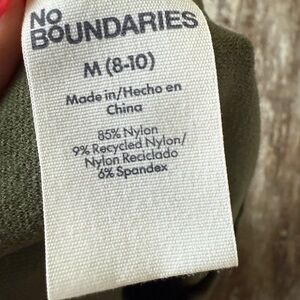 NO
BOUNDARIES
M (8-10)
Made in/Hecho en
China
85% Nylon
9% Recycled Nylon/
Nylon Reciclado
6% Spandex